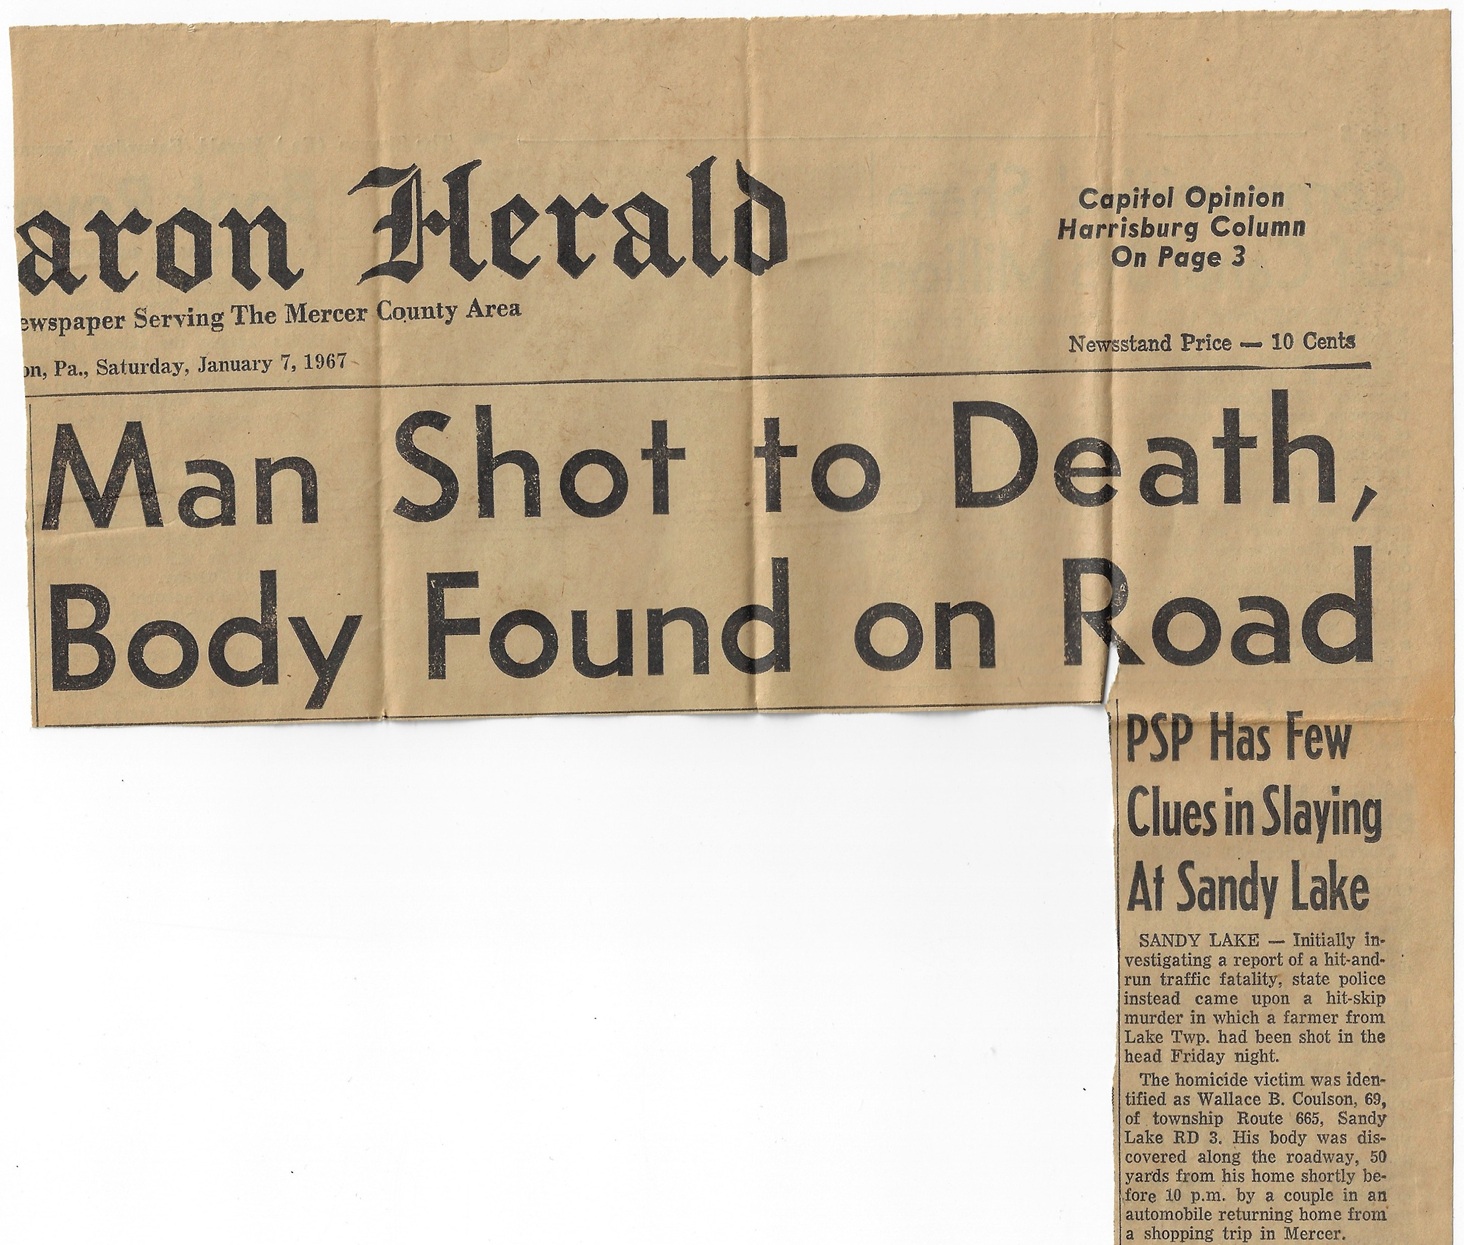 aron Herald
ewspaper Serving The Mercer County Area
on, Pa., Saturday, January 7, 1967
Capitol Opinion
Harrisburg Column
On Page 3
Newsstand Price — 10 Cents
Man Shot to Death,
Body Found on Road
PSP Has Few
Clues in Slaying
At Sandy Lake
SANDY LAKE — Initially in-
vestigating a report of a hit-and-
run traffic fatality, state police
instead came upon a hit-skip
murder in which a farmer from
Lake Twp. had been shot in the
head Friday night.
The homicide victim was iden-
tified as Wallace B. Coulson, 69,
of township Route 665, Sandy
Lake RD 3. His body was dis-
covered along the roadway, 50
yards from his home shortly be-
fore 10 p.m. by a couple in an
automobile returning home from
a shopping trip in Mercer.